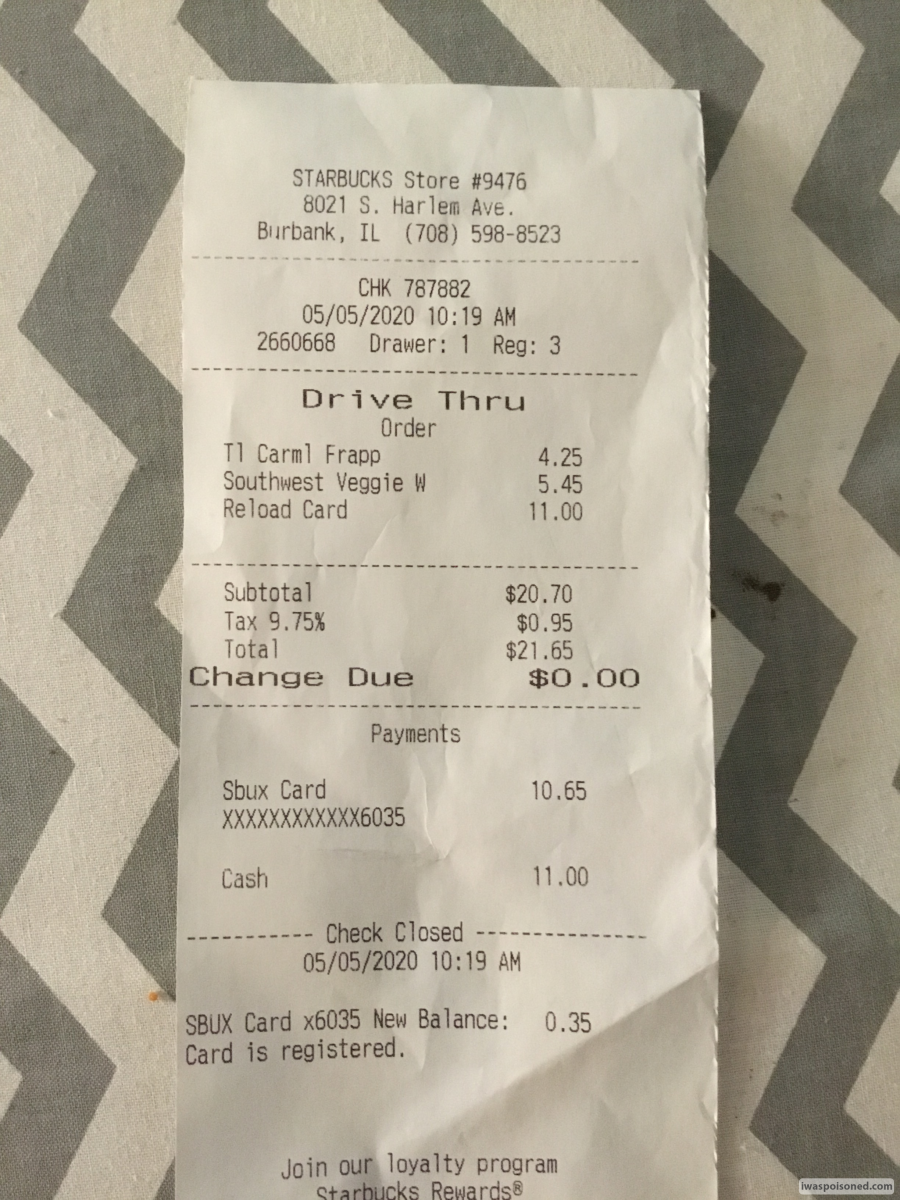 STARBUCKS Store #9476
8021 S. Harlem Ave.
Burbank, IL (708) 598-8523
------------------------------------------
CHK 787882
05/05/2020 10:19 AM
2660668 Drawer: 1 Reg: 3
------------------------------------------
Drive Thru
Order
Tl Carml Frapp 4.25
Southwest Veggie W 5.45
Reload Card 11.00
------------------------------------------
Subtotal $20.70
Tax 9.75% $0.95
Total $21.65
Change Due $0.00
------------------------------------------
Payments
Sbux Card 10.65
XXXXXXXXXXXX6035
Cash 11.00
----------- Check Closed ---------------
05/05/2020 10:19 AM
SBUX Card x6035 New Balance: 0.35
Card is registered.
Join our loyalty program
Starbucks Rewards®
iwaspoisoned.com